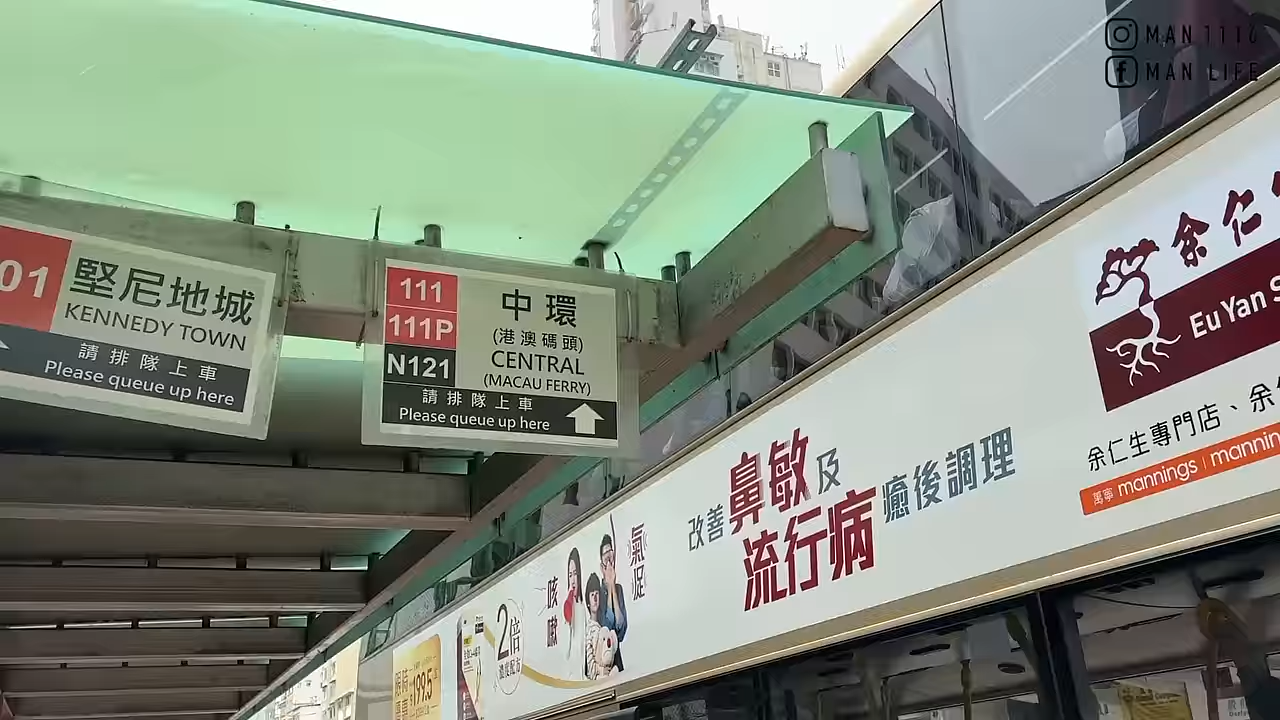 MAN 1116
MAN LIFE
01
堅尼地城
KENNEDY TOWN
請排隊上車
Please queue up here
111
111P
N121
中環
(港澳碼頭)
CENTRAL
(MACAU FERRY)
請排隊上車
Please queue up here
余仁
Eu Yan S
余仁生專門店、余
萬寧 mannings | mannin
改善鼻敏及
流行病
癒後調理
氣促
咳嗽
2倍
199.5